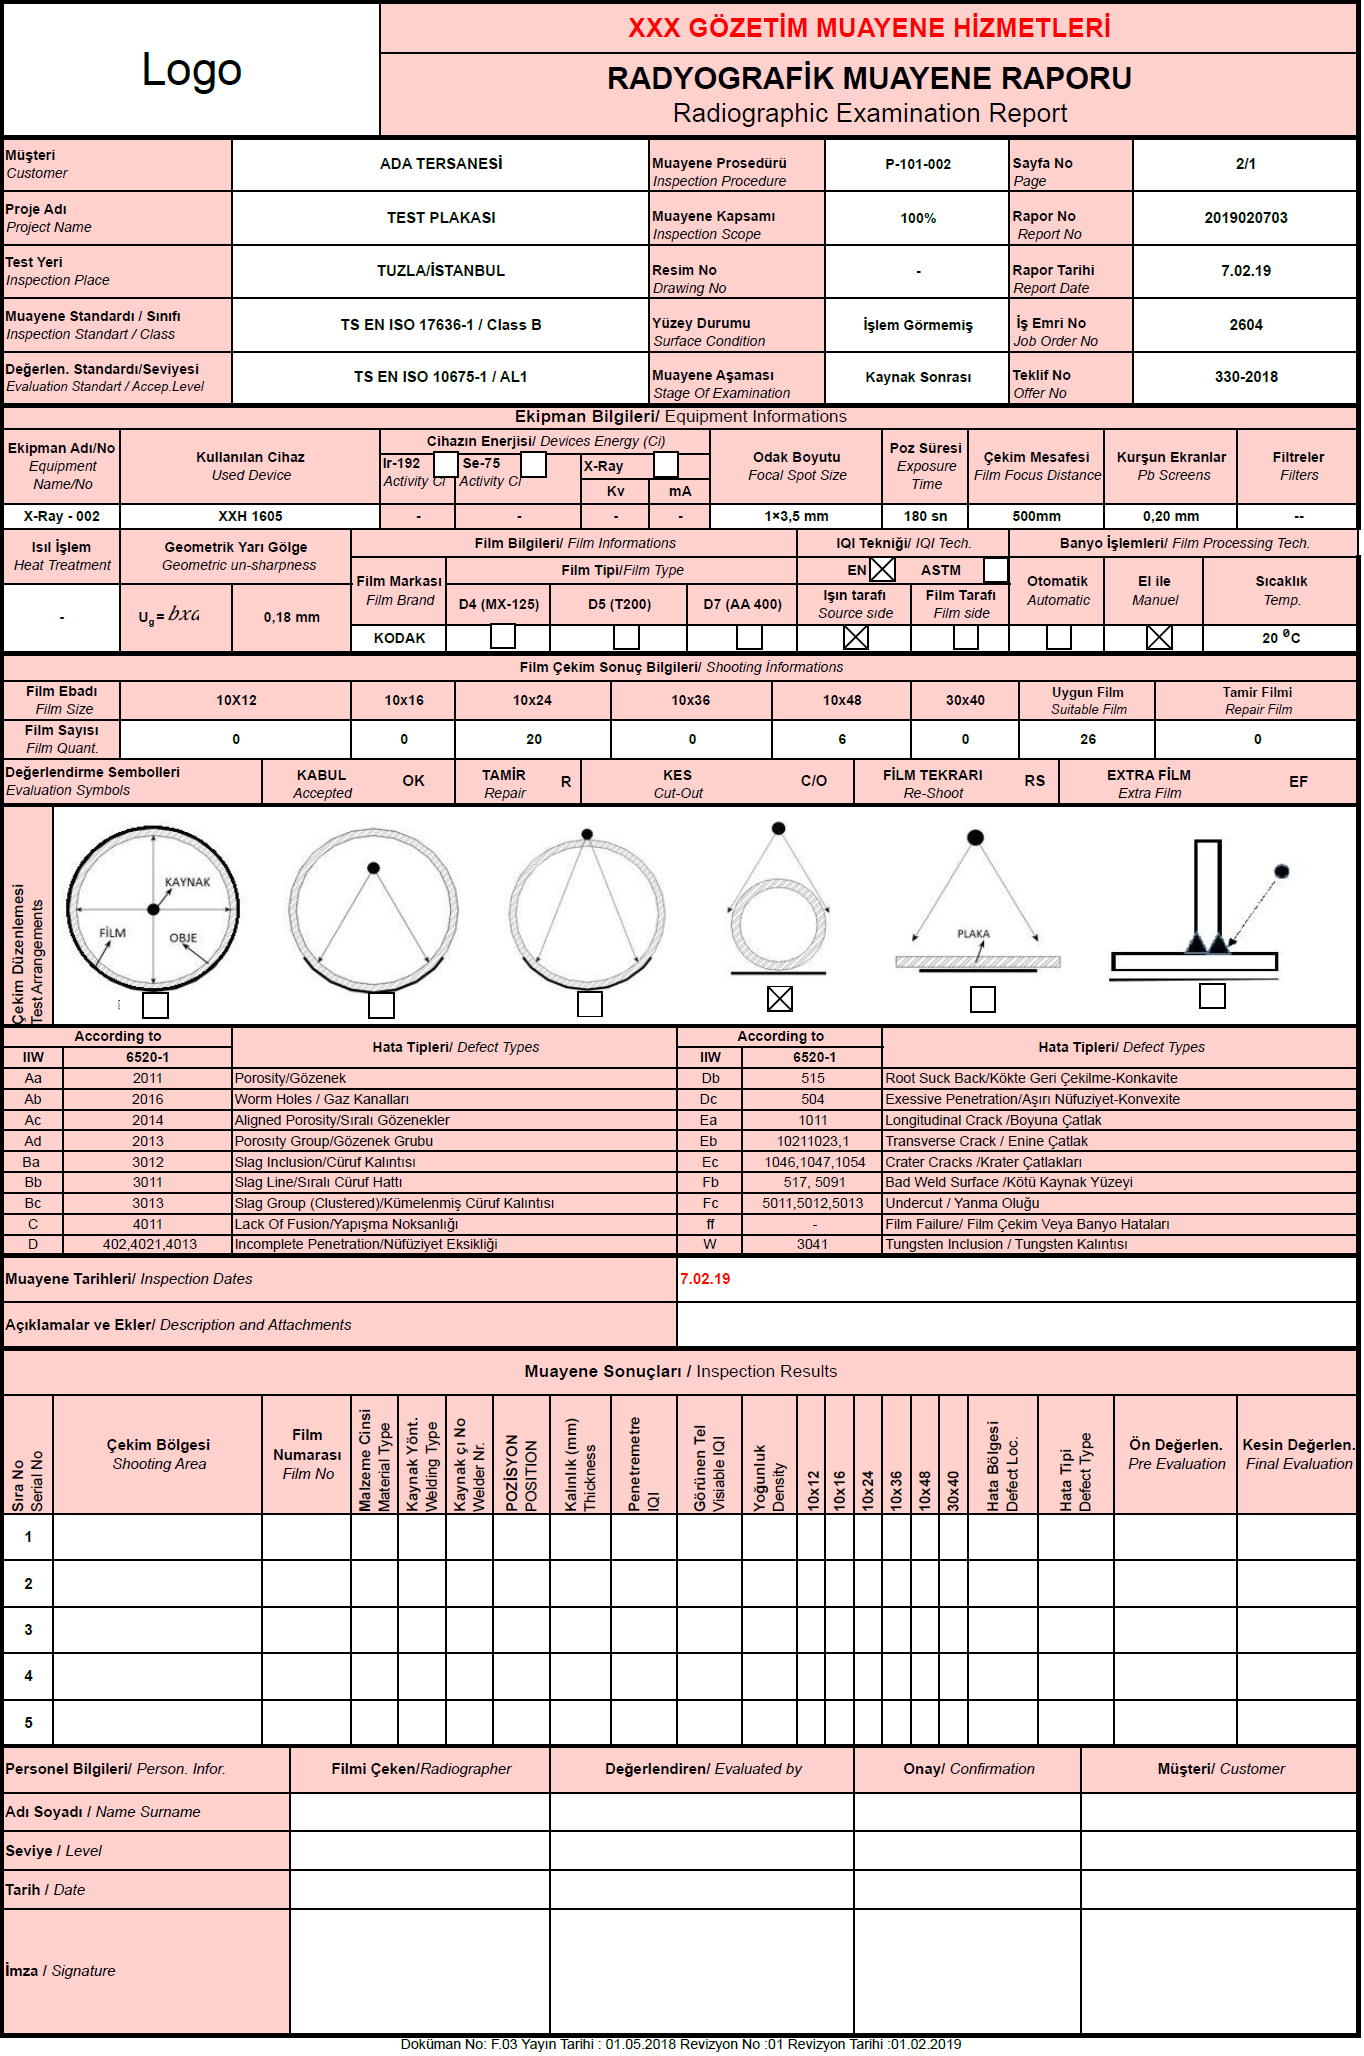 Logo
XXX GÖZETİM MUAYENE HİZMETLERİ
RADYOGRAFİK MUAYENE RAPORU
Radiographic Examination Report
Müşteri
Customer
ADA TERSANESİ
Muayene Prosedürü
Inspection Procedure
P-101-002
Sayfa No
Page
2/1
Proje Adı
Project Name
TEST PLAKASI
Muayene Kapsamı
Inspection Scope
100%
Rapor No
Report No
2019020703
Test Yeri
Inspection Place
TUZLA/İSTANBUL
Resim No
Drawing No
-
Rapor Tarihi
Report Date
7.02.19
Muayene Standardı / Sınıfı
Inspection Standart / Class
TS EN ISO 17636-1 / Class B
Yüzey Durumu
Surface Condition
İşlem Görmemiş
İş Emri No
Job Order No
2604
Değerlen. Standardı/Seviyesi
Evaluation Standart / Accep.Level
TS EN ISO 10675-1 / AL1
Muayene Aşaması
Stage Of Examination
Kaynak Sonrası
Teklif No
Offer No
330-2018
Ekipman Bilgileri/ Equipment Informations
Ekipman Adı/No
Equipment
Name/No
Kullanılan Cihaz
Used Device
Cihazın Enerjisi/ Devices Energy (Ci)
Ir-192
Activity Ci
Se-75
Activity Ci
X-Ray
Kv
mA
Odak Boyutu
Focal Spot Size
Poz Süresi
Exposure
Time
Çekim Mesafesi
Film Focus Distance
Kurşun Ekranlar
Pb Screens
Filtreler
Filters
X-Ray - 002
XXH 1605
-
-
-
-
1×3,5 mm
180 sn
500mm
0,20 mm
--
Isıl İşlem
Heat Treatment
Geometrik Yarı Gölge
Geometric un-sharpness
Film Bilgileri/ Film Informations
IQI Tekniği/ IQI Tech.
Banyo İşlemleri/ Film Processing Tech.
Film Markası
Film Brand
Film Tipi/Film Type
EN
ASTM
Otomatik
Automatic
El ile
Manuel
Sıcaklık
Temp.
D4 (MX-125)
D5 (T200)
D7 (AA 400)
Işın tarafı
Source sıde
Film Tarafı
Film side
-
Ug = bxa
0,18 mm
KODAK
20 ⁰C
Film Çekim Sonuç Bilgileri/ Shooting İnformations
Film Ebadı
Film Size
10X12
10x16
10x24
10x36
10x48
30x40
Uygun Film
Suitable Film
Tamir Filmi
Repair Film
Film Sayısı
Film Quant.
0
0
20
0
6
0
26
0
Değerlendirme Sembolleri
Evaluation Symbols
KABUL
Accepted
OK
TAMİR
Repair
R
KES
Cut-Out
C/O
FİLM TEKRARI
Re-Shoot
RS
EXTRA FİLM
Extra Film
EF
Çekim Düzenlemesi
Test Arrangements
KAYNAK
FİLM
OBJE
PLAKA
According to
Hata Tipleri/ Defect Types
According to
Hata Tipleri/ Defect Types
IIW
6520-1
IIW
6520-1
Aa
2011
Porosity/Gözenek
Db
515
Root Suck Back/Kökte Geri Çekilme-Konkavite
Ab
2016
Worm Holes / Gaz Kanalları
Dc
504
Exessive Penetration/Aşırı Nüfuziyet-Konvexite
Ac
2014
Aligned Porosity/Sıralı Gözenekler
Ea
1011
Longitudinal Crack /Boyuna Çatlak
Ad
2013
Porosıty Group/Gözenek Grubu
Eb
10211023,1
Transverse Crack / Enine Çatlak
Ba
3012
Slag Inclusion/Cüruf Kalıntısı
Ec
1046,1047,1054
Crater Cracks /Krater Çatlakları
Bb
3011
Slag Line/Sıralı Cüruf Hattı
Fb
517, 5091
Bad Weld Surface /Kötü Kaynak Yüzeyi
Bc
3013
Slag Group (Clustered)/Kümelenmiş Cüruf Kalıntısı
Fc
5011,5012,5013
Undercut / Yanma Oluğu
C
4011
Lack Of Fusion/Yapışma Noksanlığı
ff
-
Film Failure/ Film Çekim Veya Banyo Hataları
D
402,4021,4013
Incomplete Penetration/Nüfüziyet Eksikliği
W
3041
Tungsten Inclusion / Tungsten Kalıntısı
Muayene Tarihleri/ Inspection Dates
7.02.19
Açıklamalar ve Ekler/ Description and Attachments
Muayene Sonuçları / Inspection Results
Sıra No
Serial No
Çekim Bölgesi
Shooting Area
Film
Numarası
Film No
Malzeme Cinsi
Material Type
Kaynak Yönt.
Welding Type
Kaynak çı No
Welder Nr.
POZİSYON
POSITION
Kalınlık (mm)
Thickness
Penetremetre
IQI
Görünen Tel
Visiable IQI
Yoğunluk
Density
10x12
10x16
10x24
10x36
10x48
30x40
Hata Bölgesi
Defect Loc.
Hata Tipi
Defect Type
Ön Değerlen.
Pre Evaluation
Kesin Değerlen.
Final Evaluation
1
2
3
4
5
Personel Bilgileri/ Person. Infor.
Filmi Çeken/Radiographer
Değerlendiren/ Evaluated by
Onay/ Confirmation
Müşteri/ Customer
Adı Soyadı / Name Surname
Seviye / Level
Tarih / Date
İmza / Signature
Doküman No: F.03 Yayın Tarihi : 01.05.2018 Revizyon No :01 Revizyon Tarihi :01.02.2019